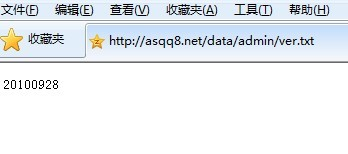 文件(F) 编辑(E) 查看(V) 收藏夹(A) 工具(T) 帮助(H)
收藏夹 http://asqq8.net/data/admin/ver.txt
20100928